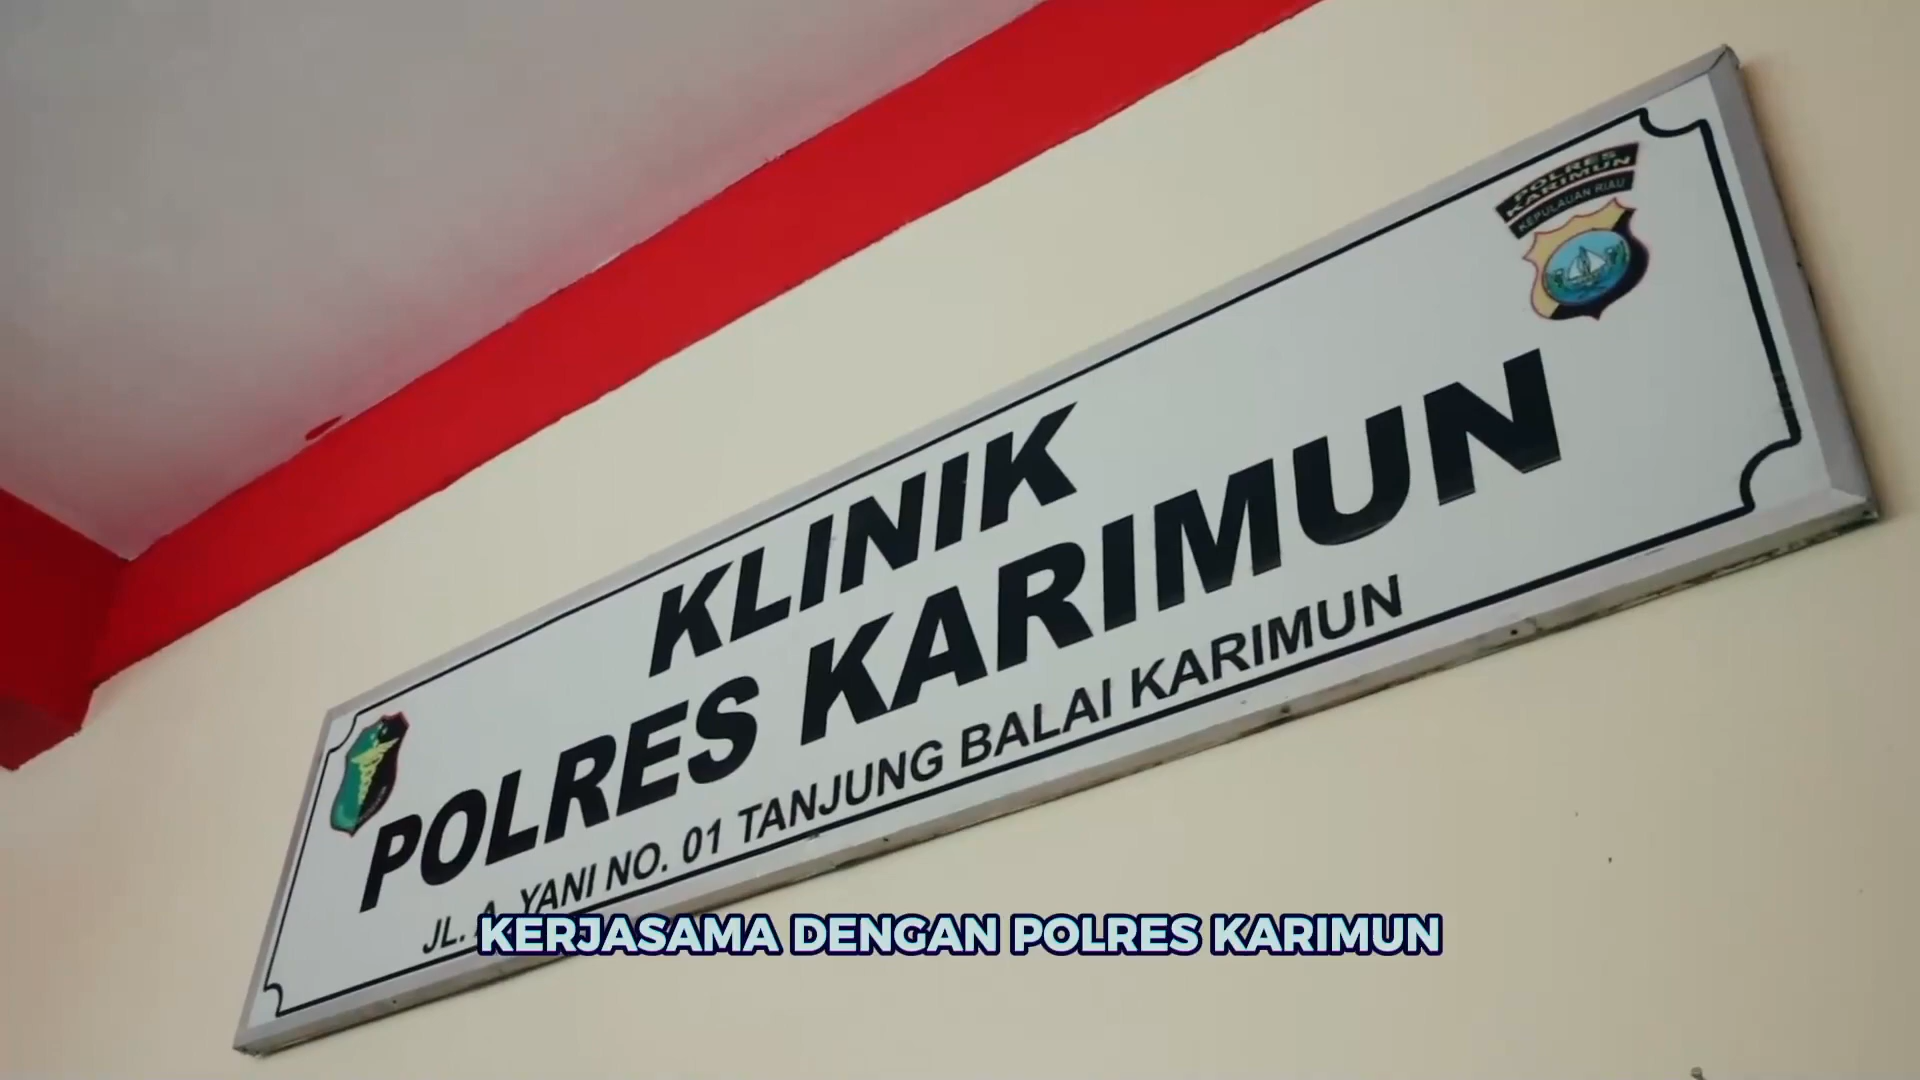 POLRES
KARIMUN
KEPULAUAN RIAU
KLINIK
POLRES KARIMUN
JL. A. YANI NO. 01 TANJUNG BALAI KARIMUN
KERJASAMA DENGAN POLRES KARIMUN